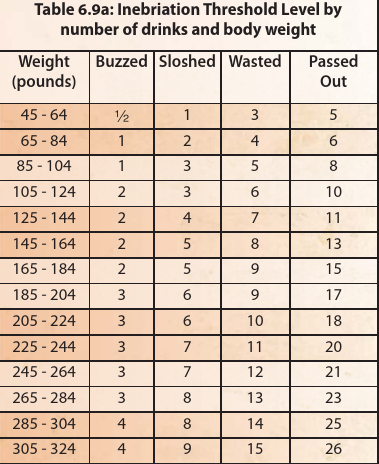 Table 6.9a: Inebriation Threshold Level by
number of drinks and body weight
Weight (pounds) Buzzed Sloshed Wasted Passed Out
45 - 64 ½ 1 3 5
65 - 84 1 2 4 6
85 - 104 1 3 5 8
105 - 124 2 3 6 10
125 - 144 2 4 7 11
145 - 164 2 5 8 13
165 - 184 2 5 9 15
185 - 204 3 6 9 17
205 - 224 3 6 10 18
225 - 244 3 7 11 20
245 - 264 3 7 12 21
265 - 284 3 8 13 23
285 - 304 4 8 14 25
305 - 324 4 9 15 26